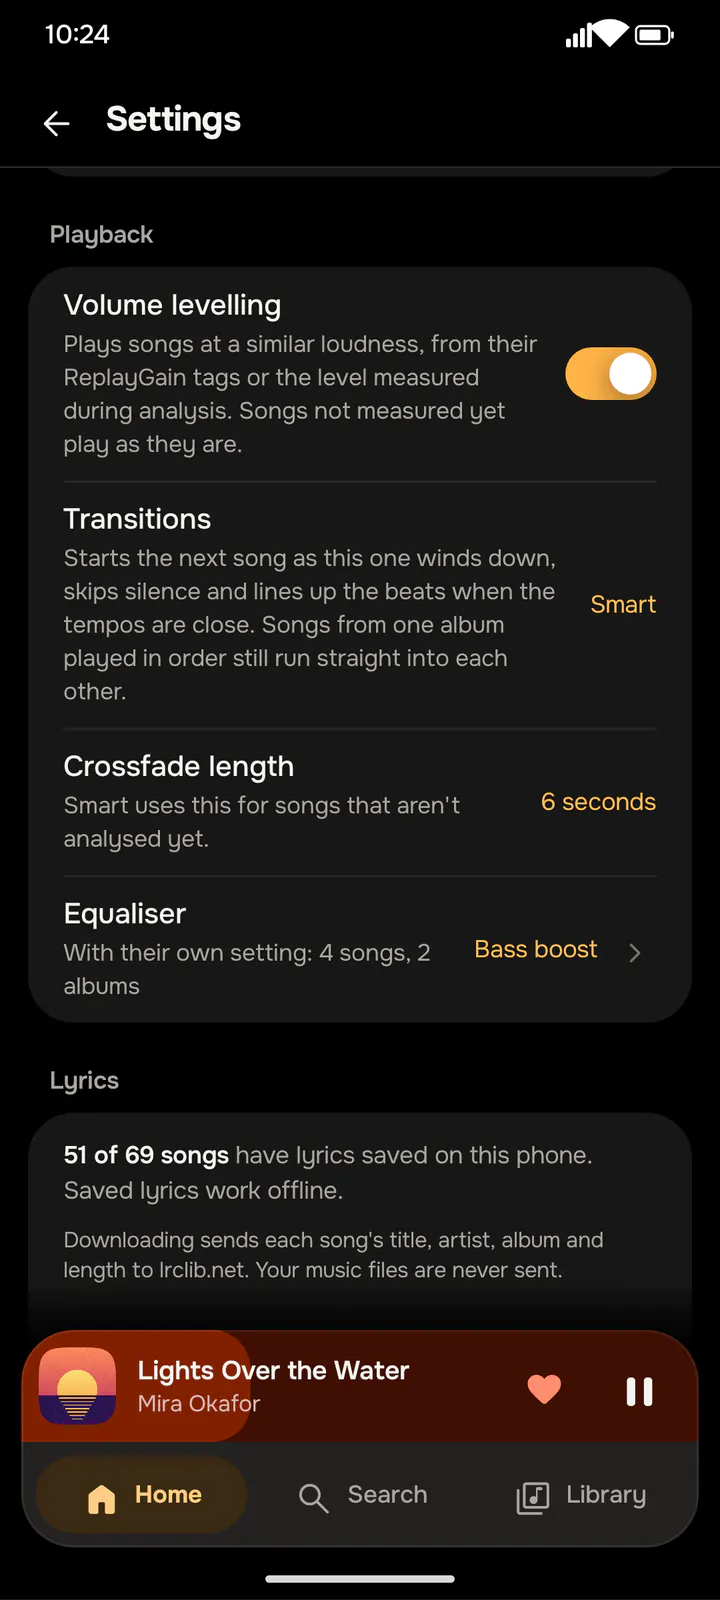 10:24
Settings
Playback
Volume levelling
Plays songs at a similar loudness, from their
ReplayGain tags or the level measured
during analysis. Songs not measured yet
play as they are.
Transitions
Starts the next song as this one winds down,
skips silence and lines up the beats when the
tempos are close. Songs from one album
played in order still run straight into each
other.
Smart
Crossfade length
Smart uses this for songs that aren't
analysed yet.
6 seconds
Equaliser
With their own setting: 4 songs, 2
albums
Bass boost
Lyrics
51 of 69 songs have lyrics saved on this phone.
Saved lyrics work offline.
Downloading sends each song's title, artist, album and
length to lrclib.net. Your music files are never sent.
Lights Over the Water
Mira Okafor
Home
Search
Library